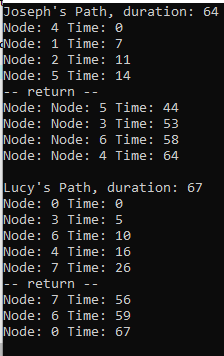 Joseph's Path, duration: 64
Node: 4 Time: 0
Node: 1 Time: 7
Node: 2 Time: 11
Node: 5 Time: 14
-- return --
Node: Node: 5 Time: 44
Node: Node: 3 Time: 53
Node: Node: 6 Time: 58
Node: Node: 4 Time: 64
Lucy's Path, duration: 67
Node: 0 Time: 0
Node: 3 Time: 5
Node: 6 Time: 10
Node: 4 Time: 16
Node: 7 Time: 26
-- return --
Node: 7 Time: 56
Node: 6 Time: 59
Node: 0 Time: 67